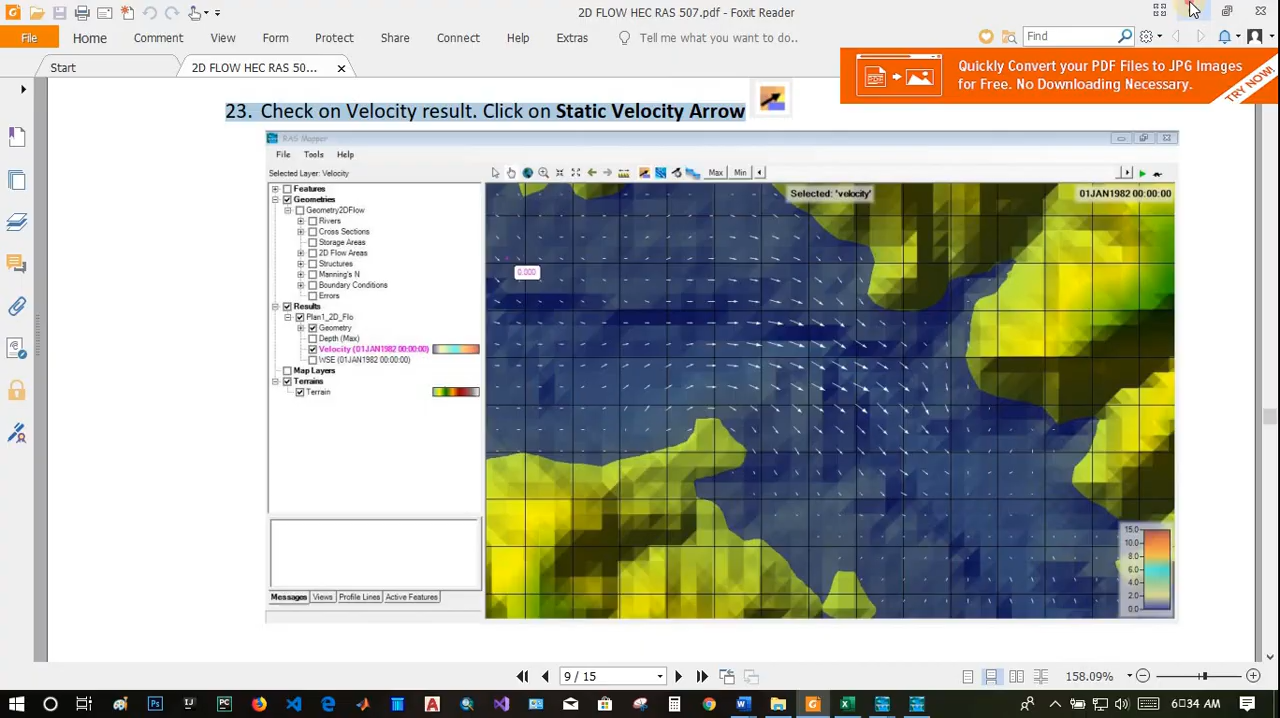 2D FLOW HEC RAS 507.pdf - Foxit Reader
File
Home
Comment
View
Form
Protect
Share
Connect
Help
Extras
Tell me what you want to do...
Find
Start
2D FLOW HEC RAS 50...
Quickly Convert your PDF Files to JPG Images
for Free. No Downloading Necessary.
TRY NOW!
PDF
23. Check on Velocity result. Click on Static Velocity Arrow
RAS Mapper
File Tools Help
Selected Layer: Velocity
Max
Min
Features
Geometries
Geometry2DFlow
Rivers
Cross Sections
Storage Areas
2D Flow Areas
Structures
Manning's N
Boundary Conditions
Errors
Results
Plan1_2D_Flo
Geometry
Depth (Max)
Velocity (01JAN1982 00:00:00)
WSE (01JAN1982 00:00:00)
Map Layers
Terrains
Terrain
Selected: 'velocity'
01JAN1982 00:00:00
0.000
15.0
10.0
8.0
6.0
4.0
2.0
0.0
Messages Views Profile Lines Active Features
9 / 15
158.09%
6:34 AM